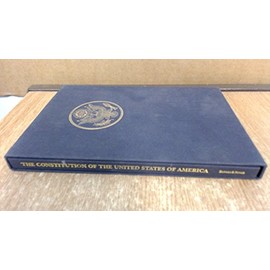 THE CONSTITUTION OF THE UNITED STATES OF AMERICA